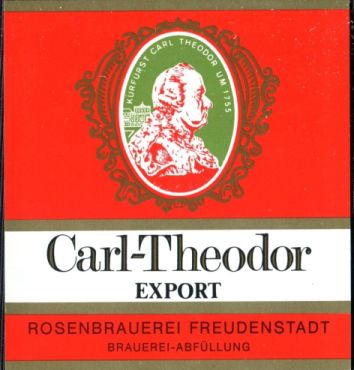 KURFÜRST CARL THEODOR UM 1755
Carl-Theodor
EXPORT
ROSENBRAUEREI FREUDENSTADT
BRAUEREI-ABFÜLLUNG